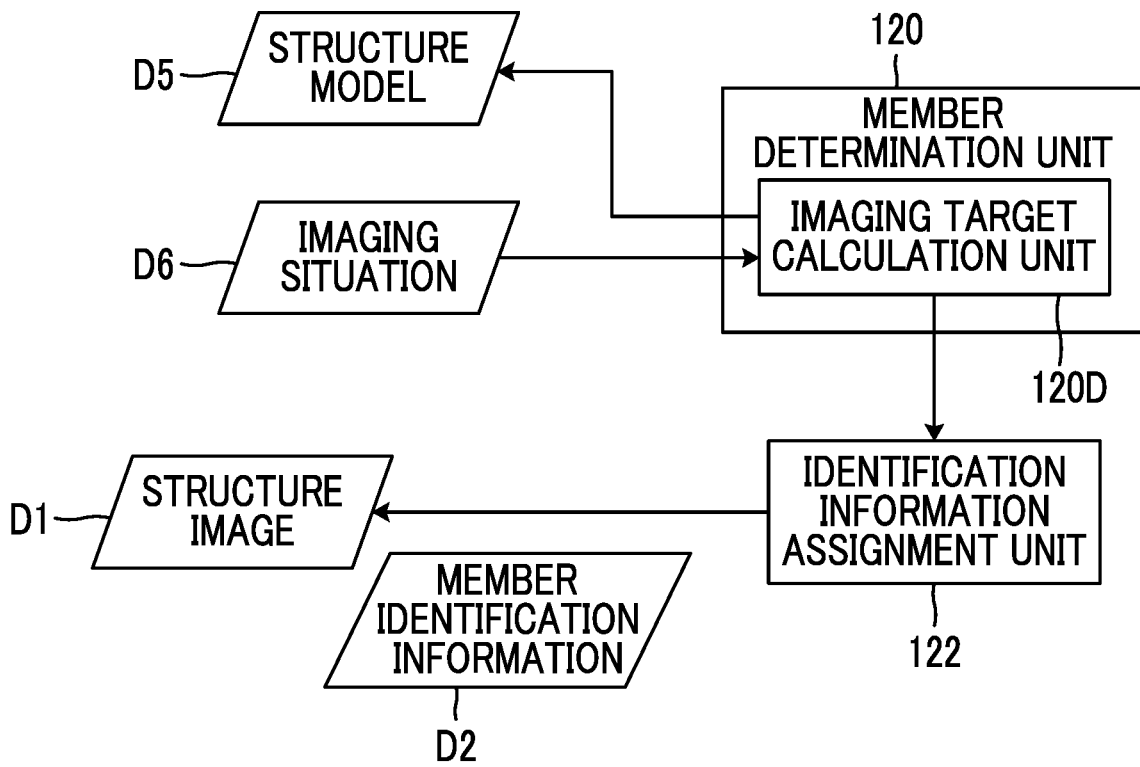 120
D5
STRUCTURE
MODEL
MEMBER
DETERMINATION UNIT
D6
IMAGING
SITUATION
IMAGING TARGET
CALCULATION UNIT
120D
D1
STRUCTURE
IMAGE
IDENTIFICATION
INFORMATION
ASSIGNMENT UNIT
122
MEMBER
IDENTIFICATION
INFORMATION
D2